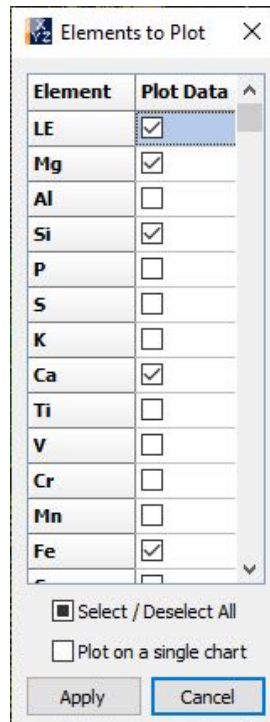 XYZ Elements to Plot
Element Plot Data
LE
Mg
Al
Si
P
S
K
Ca
Ti
V
Cr
Mn
Fe
Select / Deselect All
Plot on a single chart
Apply Cancel